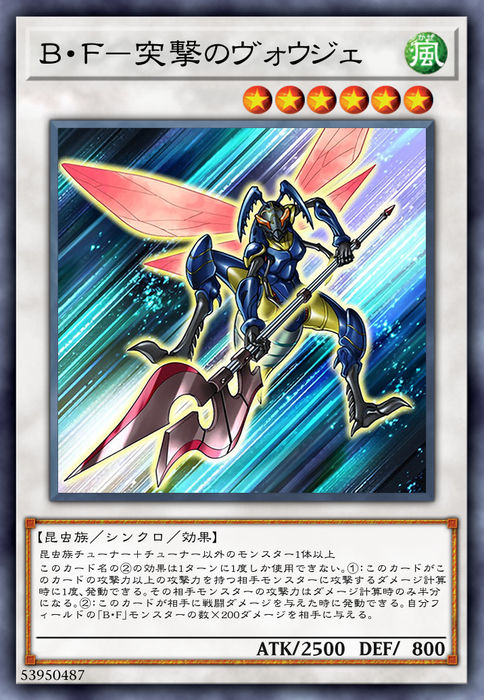 B・F－突撃のヴォウジェ
風
かぜ
【昆虫族／シンクロ／効果】
昆虫族チューナー＋チューナー以外のモンスター1体以上
このカード名の②の効果は1ターンに1度しか使用できない。①：このカードがこ
のカードの攻撃力以上の攻撃力を持つ相手モンスターに攻撃するダメージ計算
時に1度、発動できる。その相手モンスターの攻撃力はダメージ計算時のみ半分
になる。②：このカードが相手に戦闘ダメージを与えた時に発動できる。自分フ
ィールドの「B・F」モンスターの数×200ダメージを相手に与える。
ATK/2500 DEF/ 800
53950487